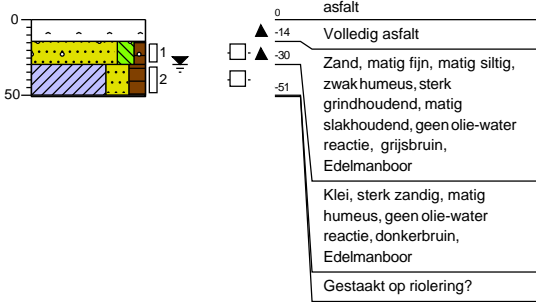 0
50
1
2
0
-14
-30
-51
asfalt
Volledig asfalt
Zand, matig fijn, matig siltig,
zwak humeus, sterk
grindhoudend, matig
slakhoudend, geen olie-water
reactie, grijsbruin,
Edelmanboor
Klei, sterk zandig, matig
humeus, geen olie-water
reactie, donkerbruin,
Edelmanboor
Gestaakt op riolering?